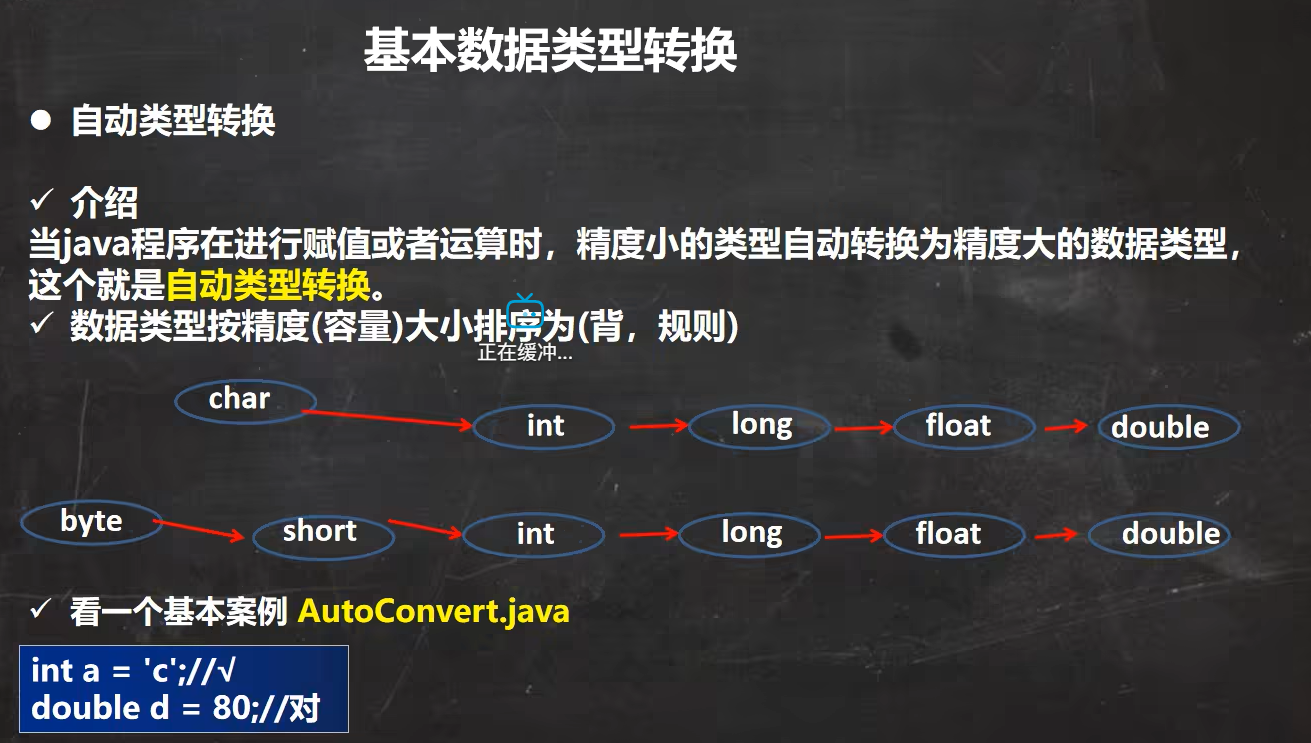 基本数据类型转换
● 自动类型转换
✓ 介绍
当java程序在进行赋值或者运算时，精度小的类型自动转换为精度大的数据类型，
这个就是自动类型转换。
✓ 数据类型按精度(容量)大小排序为(背，规则)
正在缓冲...
char int long float double
byte short int long float double
✓ 看一个基本案例 AutoConvert.java
int a = 'c';//√
double d = 80;//对